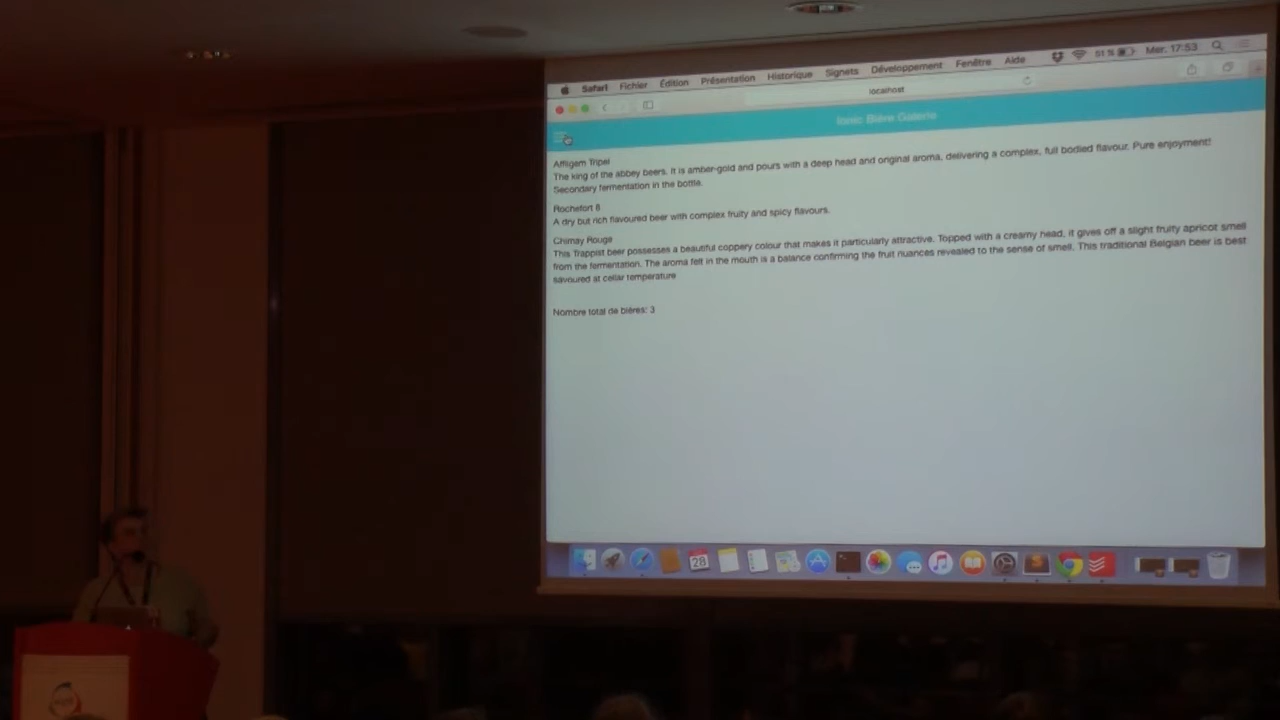 Safari Fichier Édition Présentation Historique Signets Développement Fenêtre Aide 51 % Mer. 17:53
localhost
Ionic Bière Galerie
Affligem Tripel
The king of the abbey beers. It is amber-gold and pours with a deep head and original aroma, delivering a complex, full bodied flavour. Pure enjoyment!
Secondary fermentation in the bottle.
Rochefort 8
A dry but rich flavoured beer with complex fruity and spicy flavours.
Chimay Rouge
This Trappist beer possesses a beautiful coppery colour that makes it particularly attractive. Topped with a creamy head, it gives off a slight fruity apricot smell
from the fermentation. The aroma felt in the mouth is a balance confirming the fruit nuances revealed to the sense of smell. This traditional Belgian beer is best
savoured at cellar temperature
Nombre total de bières: 3
28